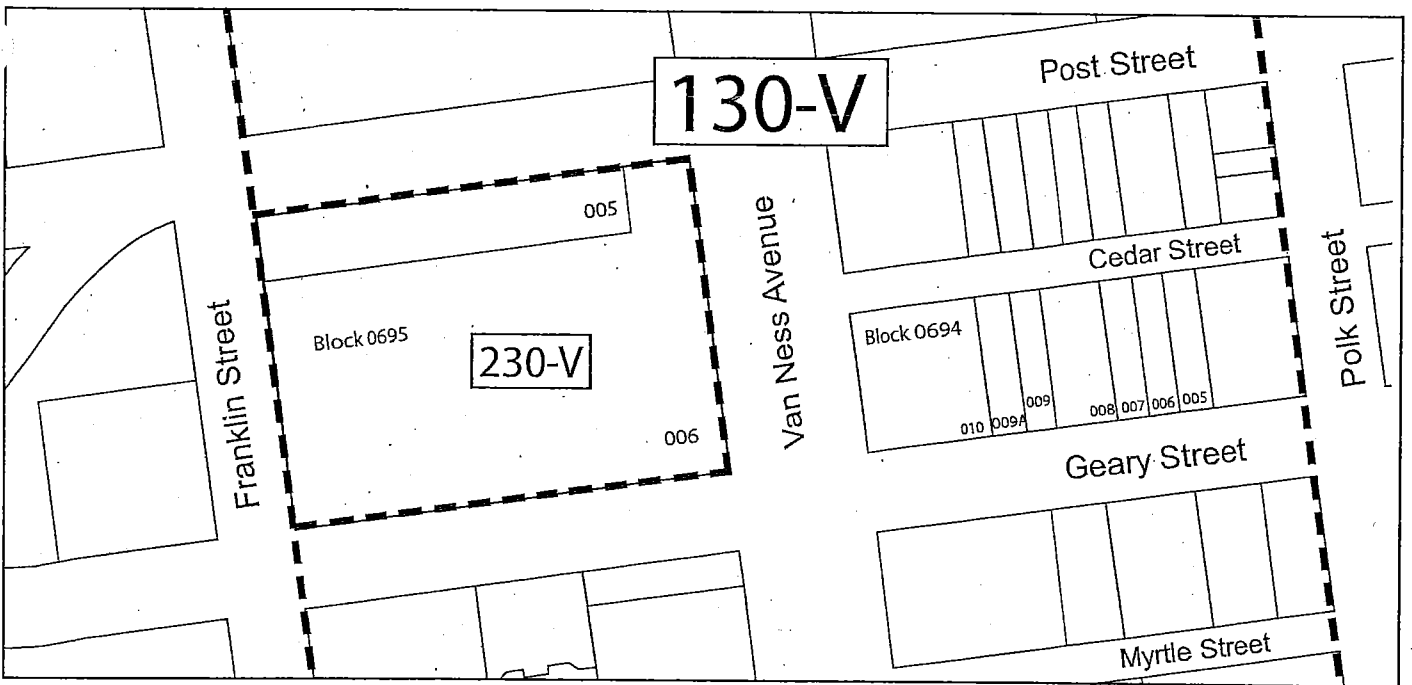 Post Street
130-V
005
Cedar Street
Van Ness Avenue
Franklin Street
Polk Street
Block 0695
230-V
Block 0694
006
010
009A
009
008
007
006
005
Geary Street
Myrtle Street